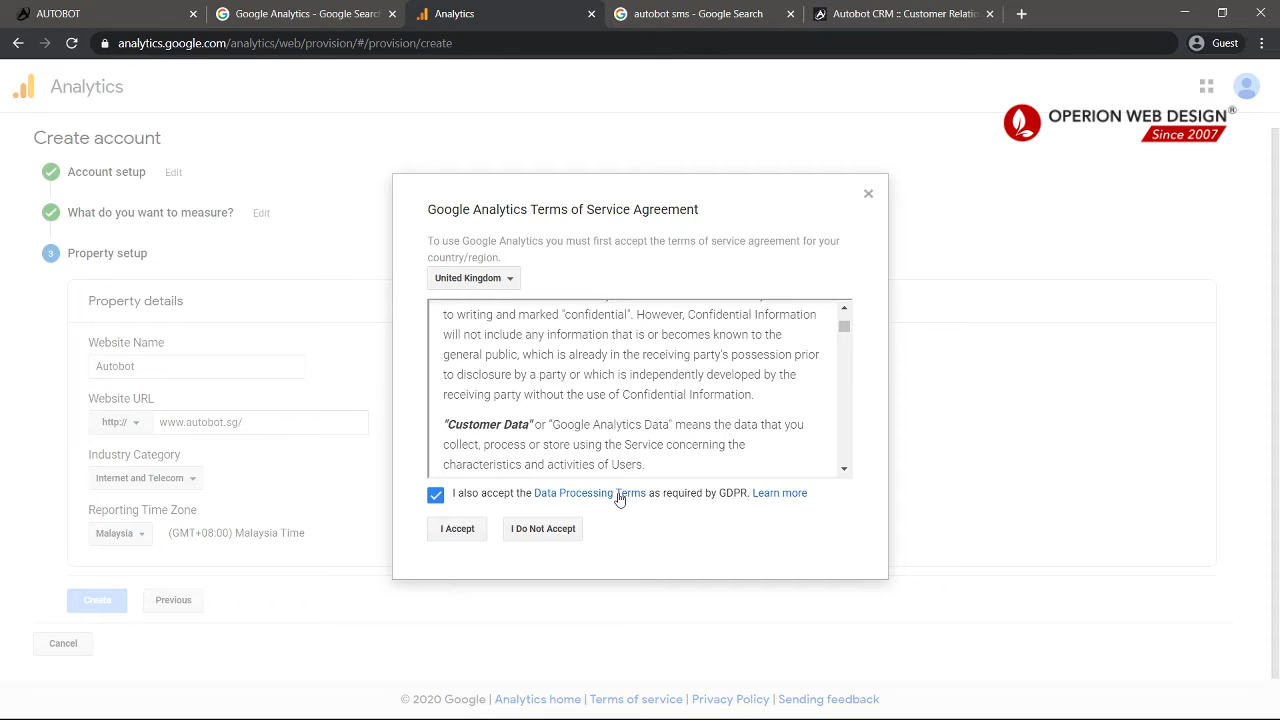 AUTOBOT
Google Analytics - Google Search
Analytics
autobot sms - Google Search
Autobot CRM :: Customer Relatio
analytics.google.com/analytics/web/provision/#/provision/create
Guest
Analytics
OPERION WEB DESIGN®
Since 2007
Create account
Account setup Edit
What do you want to measure? Edit
3 Property setup
Property details
Website Name
Autobot
Website URL
http:// www.autobot.sg/
Industry Category
Internet and Telecom
Reporting Time Zone
Malaysia (GMT+08:00) Malaysia Time
Create Previous
Cancel
Google Analytics Terms of Service Agreement
To use Google Analytics you must first accept the terms of service agreement for your
country/region.
United Kingdom
to writing and marked "confidential". However, Confidential Information
will not include any information that is or becomes known to the
general public, which is already in the receiving party's possession prior
to disclosure by a party or which is independently developed by the
receiving party without the use of Confidential Information.
"Customer Data" or "Google Analytics Data" means the data that you
collect, process or store using the Service concerning the
characteristics and activities of Users.
I also accept the Data Processing Terms as required by GDPR. Learn more
I Accept I Do Not Accept
© 2020 Google | Analytics home | Terms of service | Privacy Policy | Sending feedback